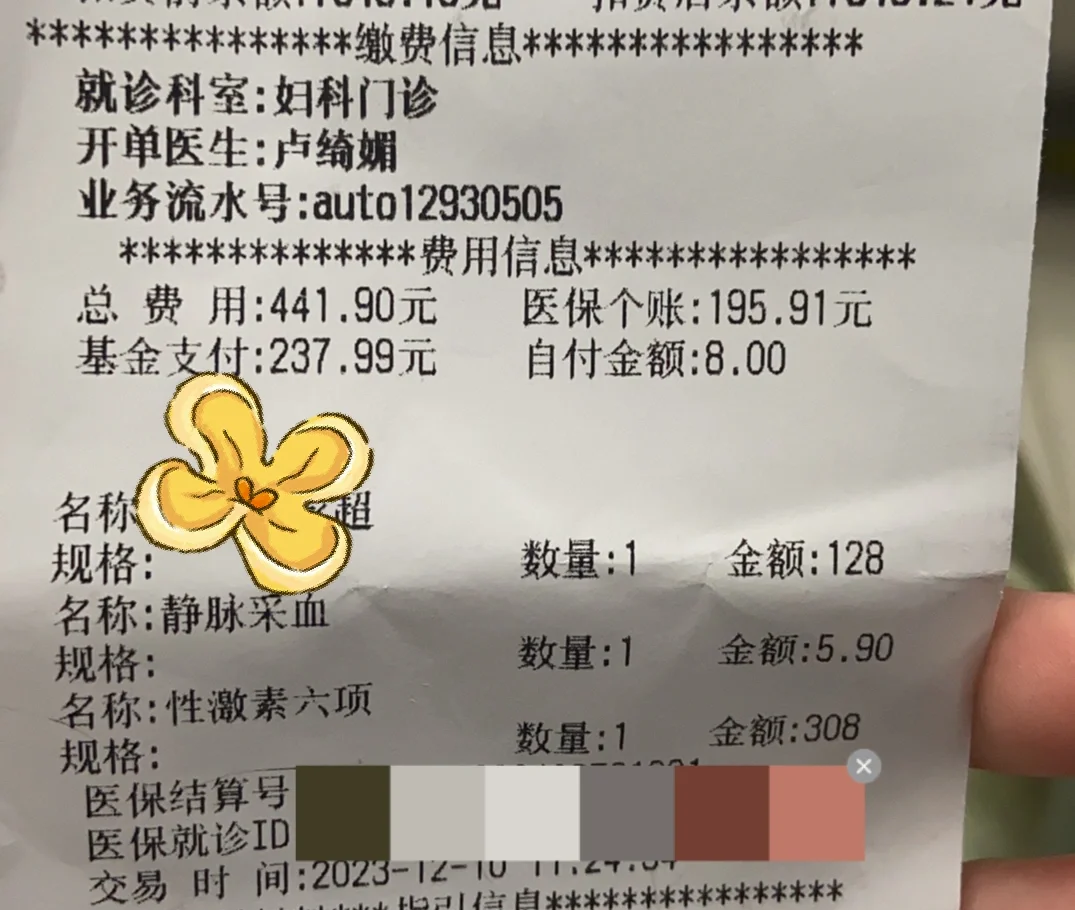 ***************缴费信息****************
就诊科室:妇科门诊
开单医生:卢绮媚
业务流水号:auto12930505
**************费用信息****************
总 费 用:441.90元 医保个账:195.91元
基金支付:237.99元 自付金额:8.00
名称 超
规格: 数量:1 金额:128
名称:静脉采血
规格: 数量:1 金额:5.90
名称:性激素六项
规格: 数量:1 金额:308
医保结算号
医保就诊ID
交易 时 间:2023-12-10
指引信息****************